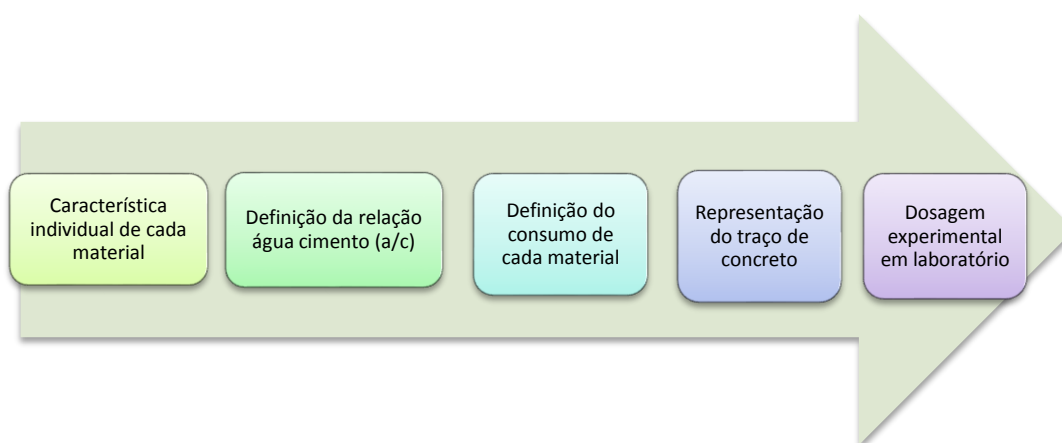 Característica
individual de cada
material
Definição da relação
água cimento (a/c)
Definição do
consumo de
cada material
Representação
do traço de
concreto
Dosagem
experimental
em laboratório